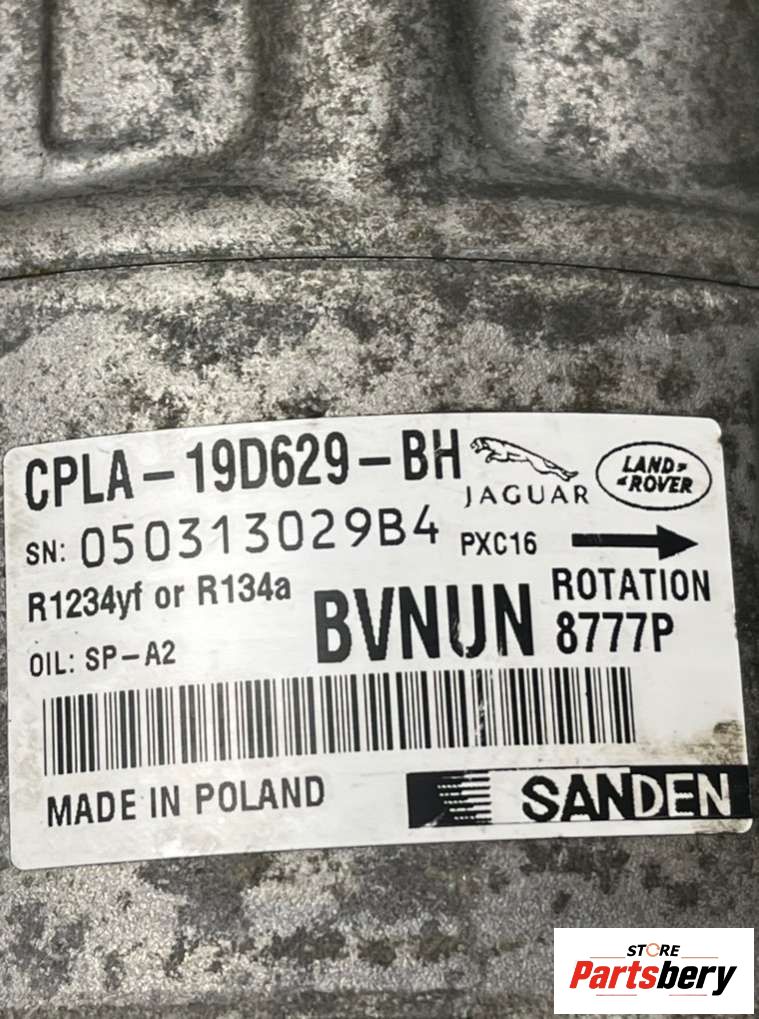 CPLA-19D629-BH
JAGUAR
LAND-
-ROVER
SN: 050313029B4
PXC16
R1234yf or R134a
BVNUN
ROTATION
8777P
OIL: SP-A2
MADE IN POLAND
SANDEN
STORE
Partsbery